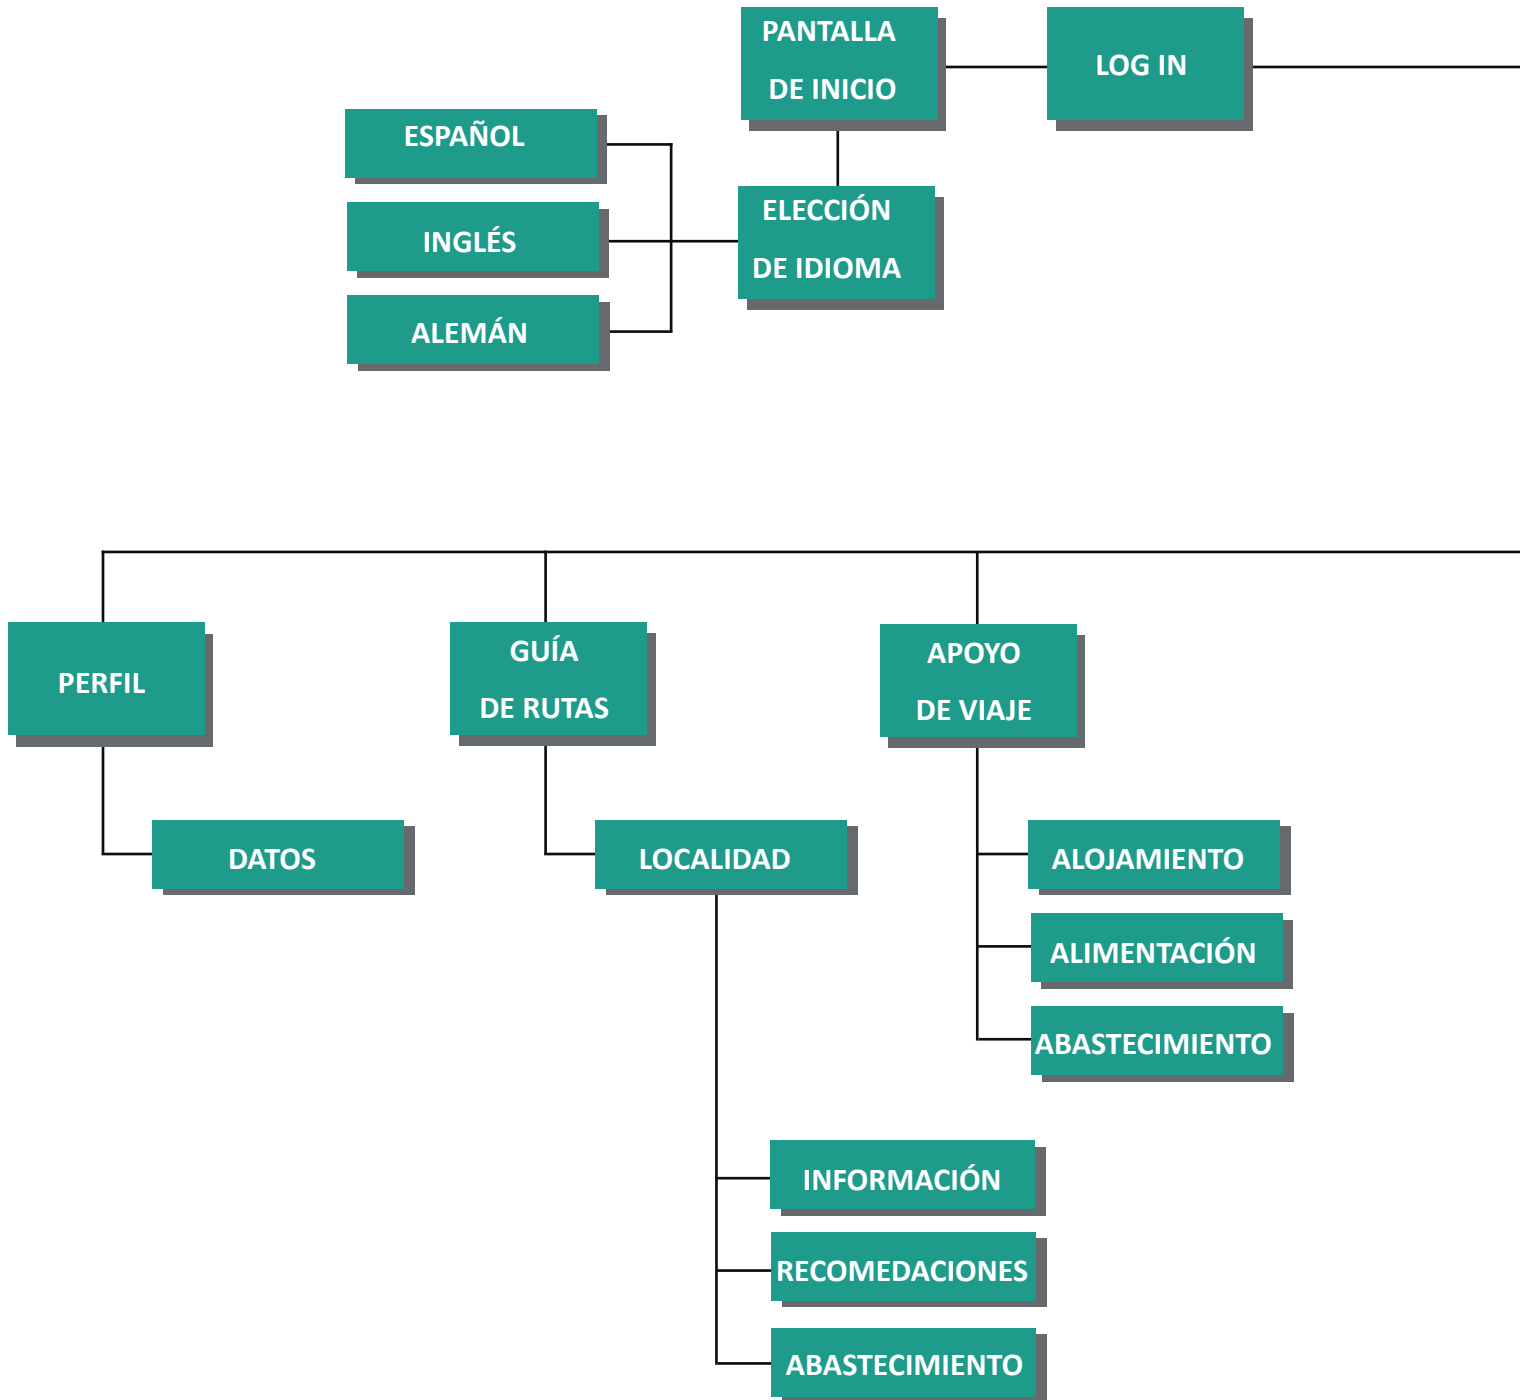 PANTALLA
DE INICIO
LOG IN
ESPAÑOL
INGLÉS
ALEMÁN
ELECCIÓN
DE IDIOMA
PERFIL
GUÍA
DE RUTAS
APOYO
DE VIAJE
DATOS
LOCALIDAD
ALOJAMIENTO
ALIMENTACIÓN
ABASTECIMIENTO
INFORMACIÓN
RECOMEDACIONES
ABASTECIMIENTO